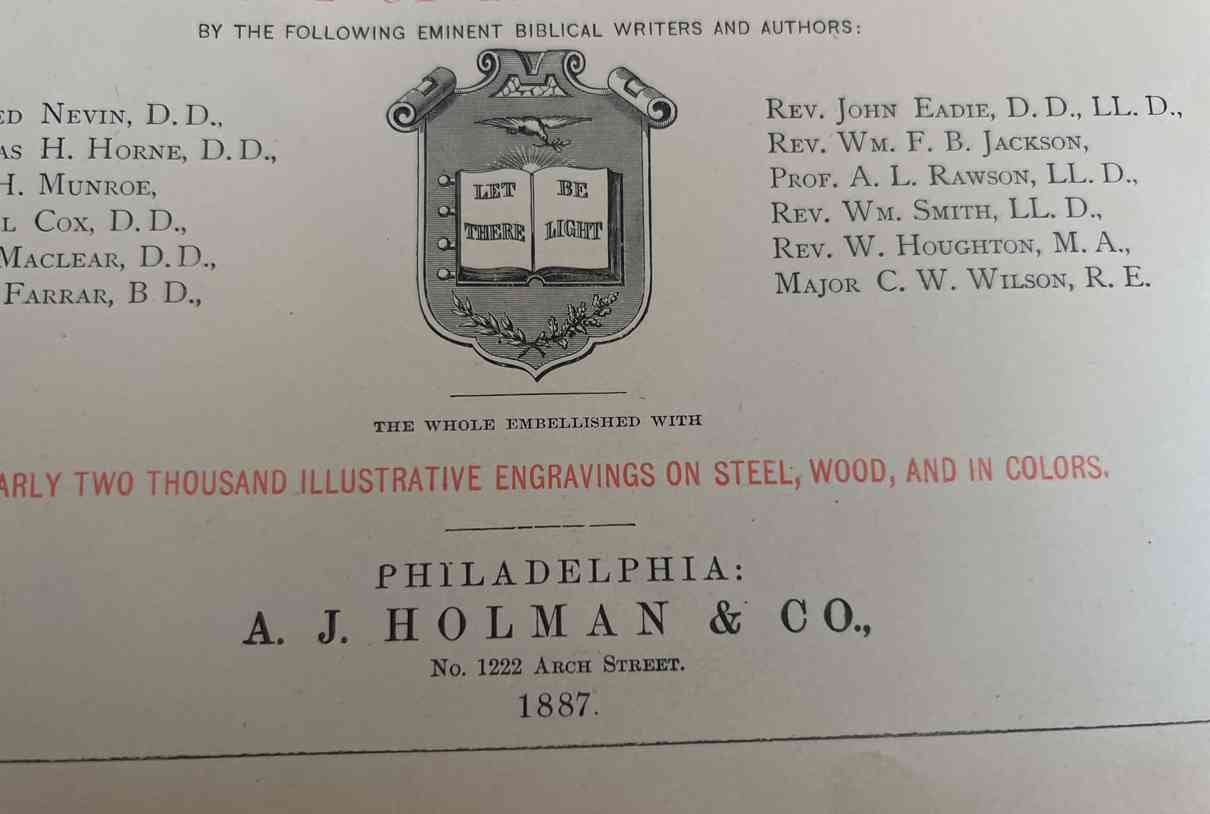 BY THE FOLLOWING EMINENT BIBLICAL WRITERS AND AUTHORS:
NEVIN, D. D.,
H. HORNE, D. D.,
H. MUNROE,
COX, D. D.,
MACLEAR, D. D.,
FARRAR, B D.,
LET BE
THERE LIGHT
REV. JOHN EADIE, D. D., LL. D.,
REV. WM. F. B. JACKSON,
PROF. A. L. RAWSON, LL. D.,
REV. WM. SMITH, LL. D.,
REV. W. HOUGHTON, M. A.,
MAJOR C. W. WILSON, R. E.
THE WHOLE EMBELLISHED WITH
ARLY TWO THOUSAND ILLUSTRATIVE ENGRAVINGS ON STEEL, WOOD, AND IN COLORS.
PHILADELPHIA:
A. J. HOLMAN & CO.,
No. 1222 ARCH STREET.
1887.